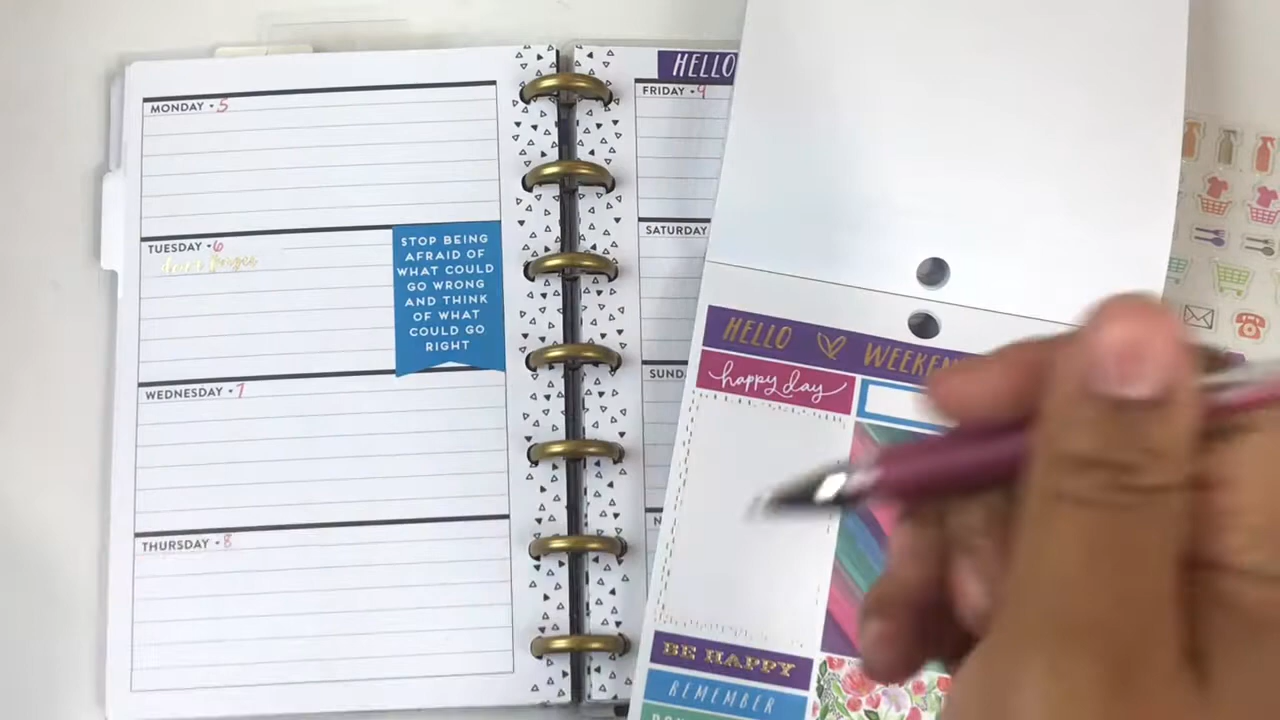 MONDAY • 5
TUESDAY • 6
STOP BEING
AFRAID OF
WHAT COULD
GO WRONG
AND THINK
OF WHAT
COULD GO
RIGHT
WEDNESDAY • 7
THURSDAY • 8
HELLO
FRIDAY • 9
SATURDAY
HELLO WEEKEN
happy day
BE HAPPY
REMEMBER